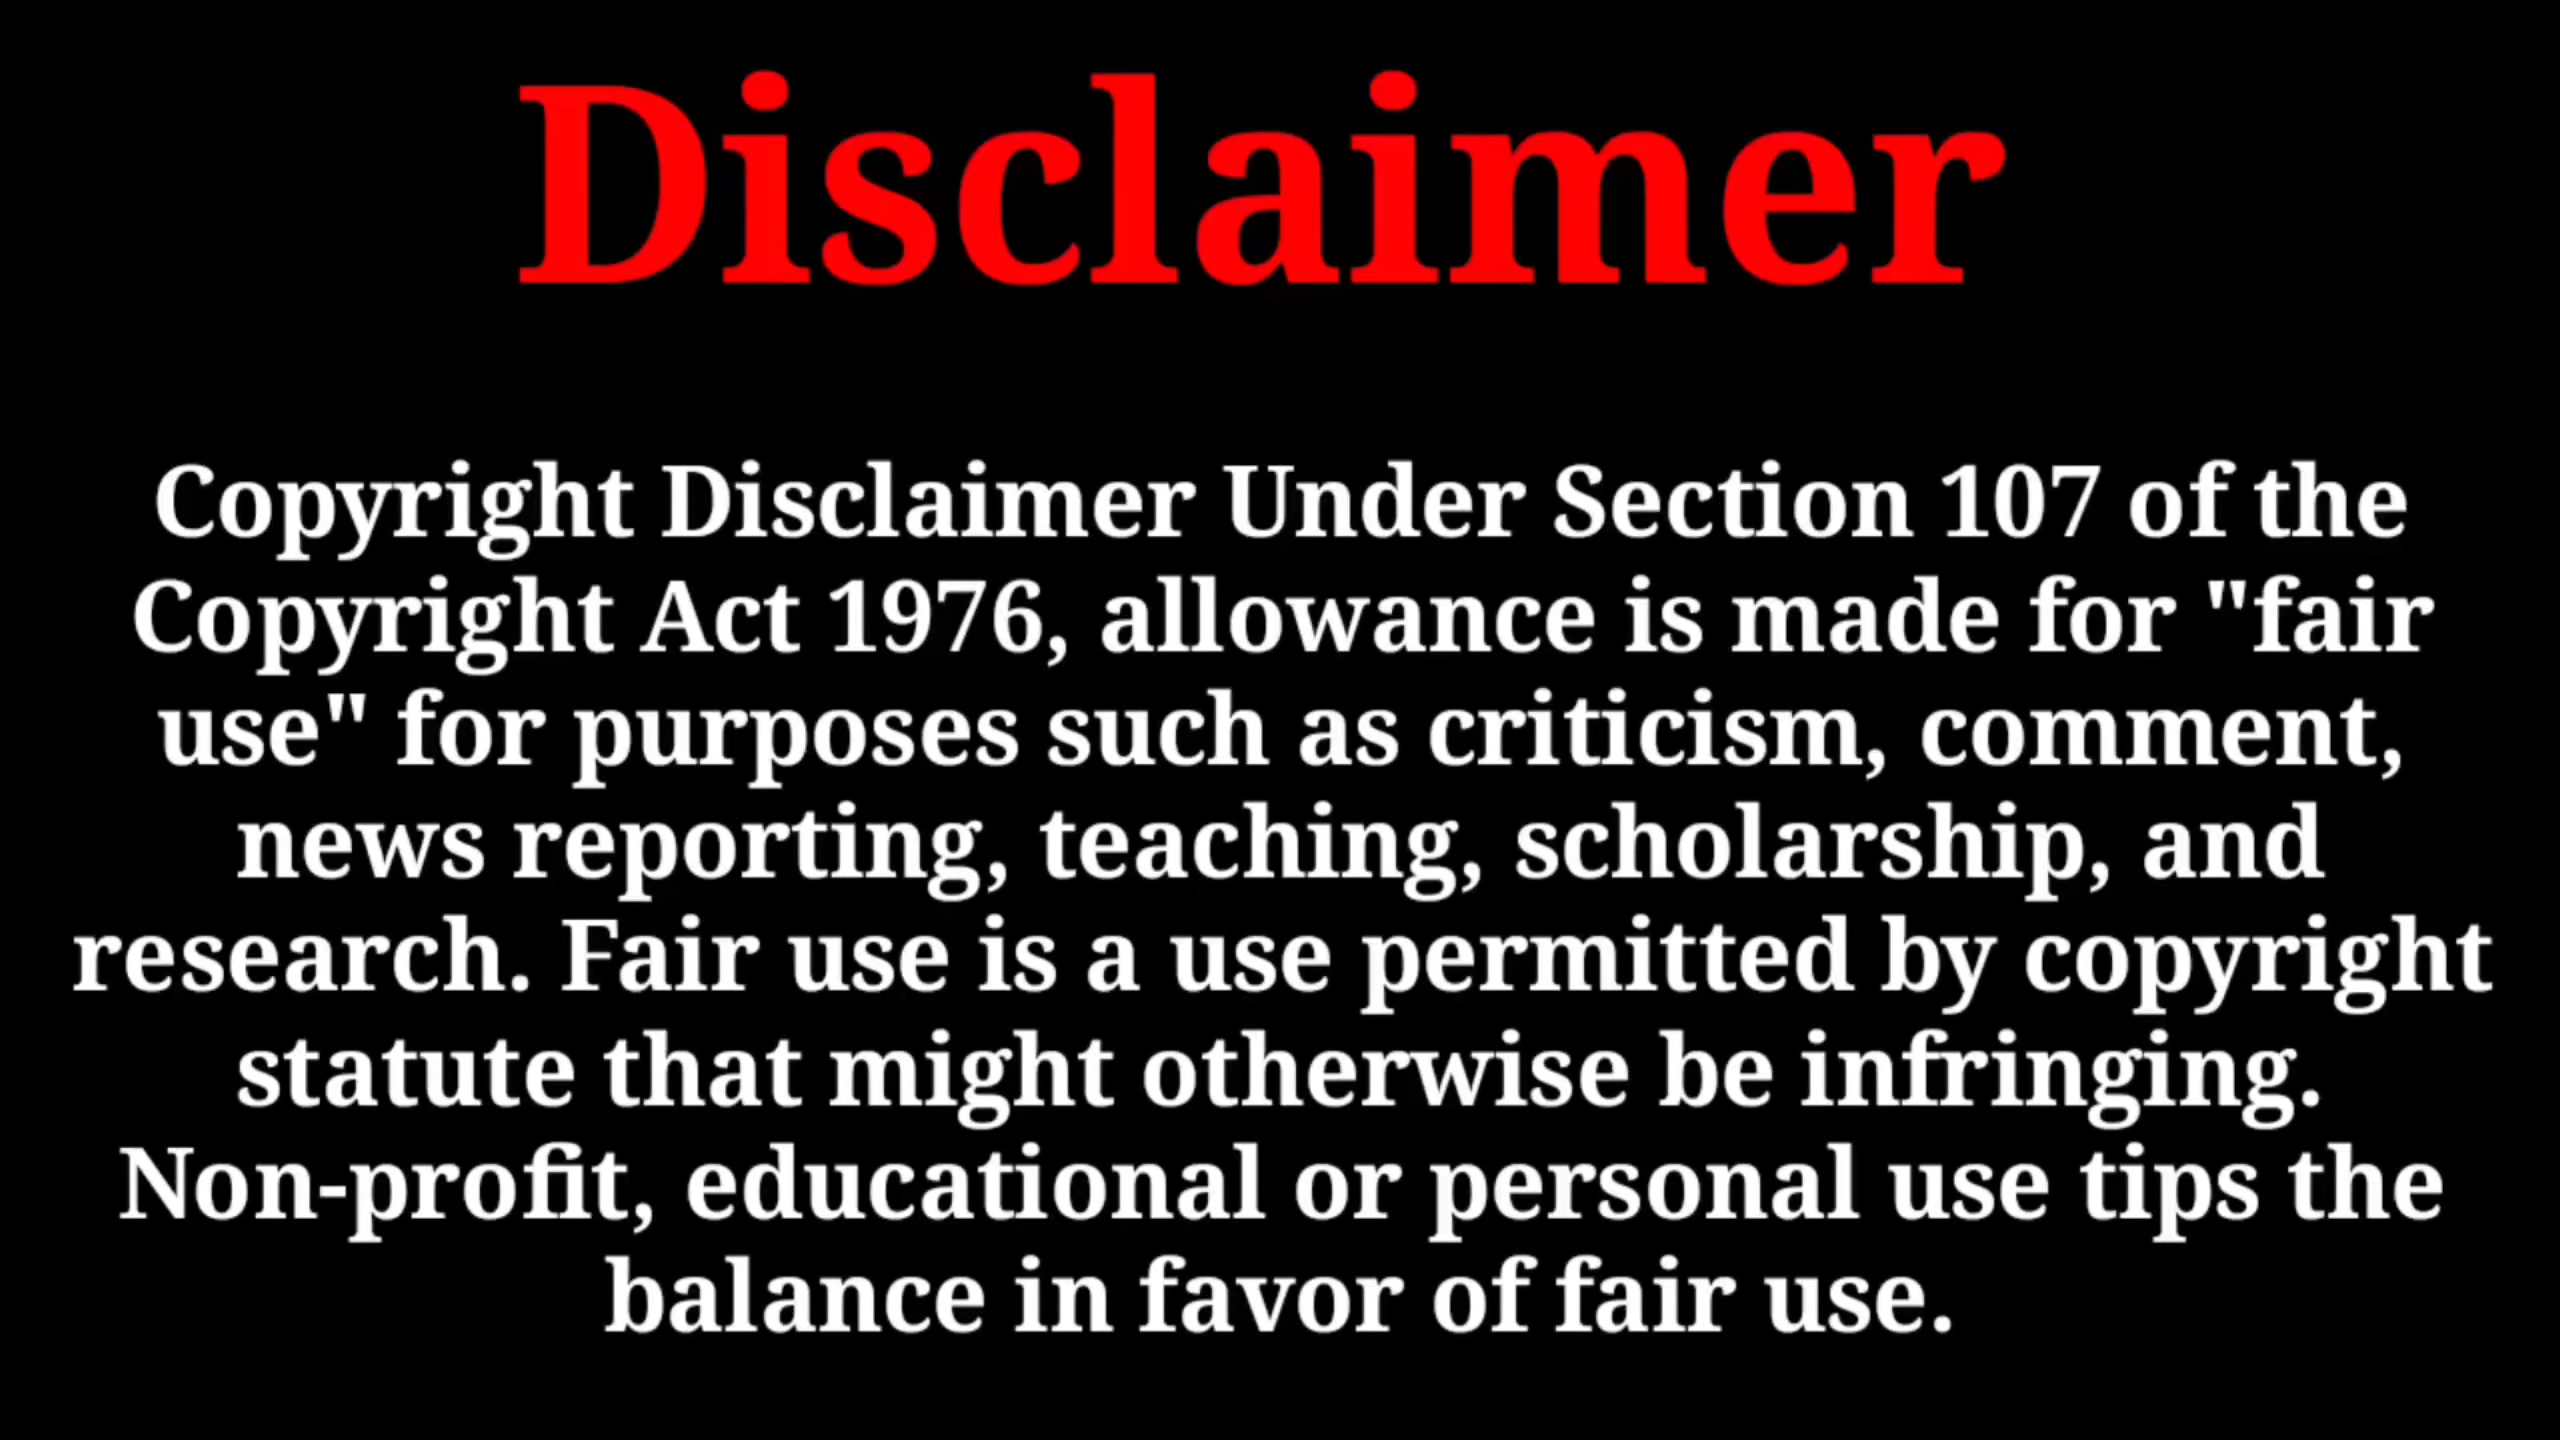 Disclaimer
Copyright Disclaimer Under Section 107 of the
Copyright Act 1976, allowance is made for "fair
use" for purposes such as criticism, comment,
news reporting, teaching, scholarship, and
research. Fair use is a use permitted by copyright
statute that might otherwise be infringing.
Non-profit, educational or personal use tips the
balance in favor of fair use.